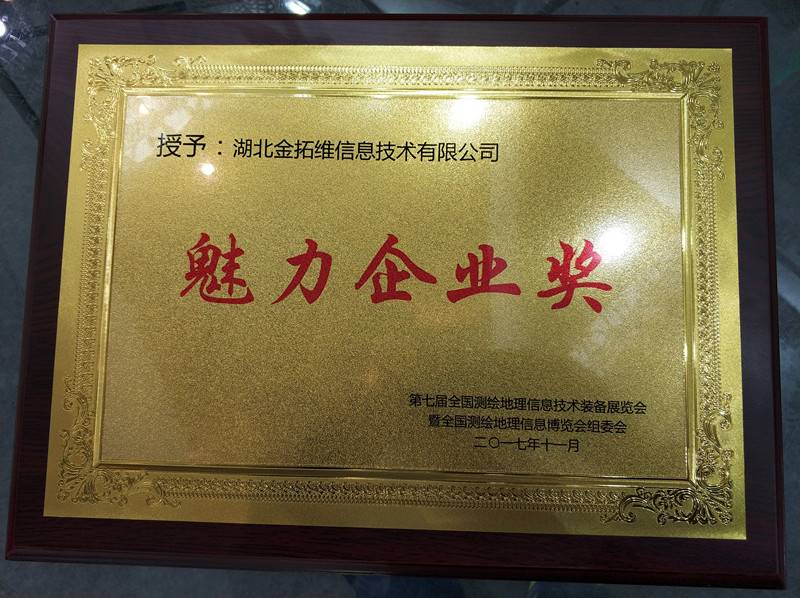 授予：湖北金拓维信息技术有限公司
魅力企业奖
第七届全国测绘地理信息技术装备展览会
暨全国测绘地理信息博览会组委会
二〇一七年十一月